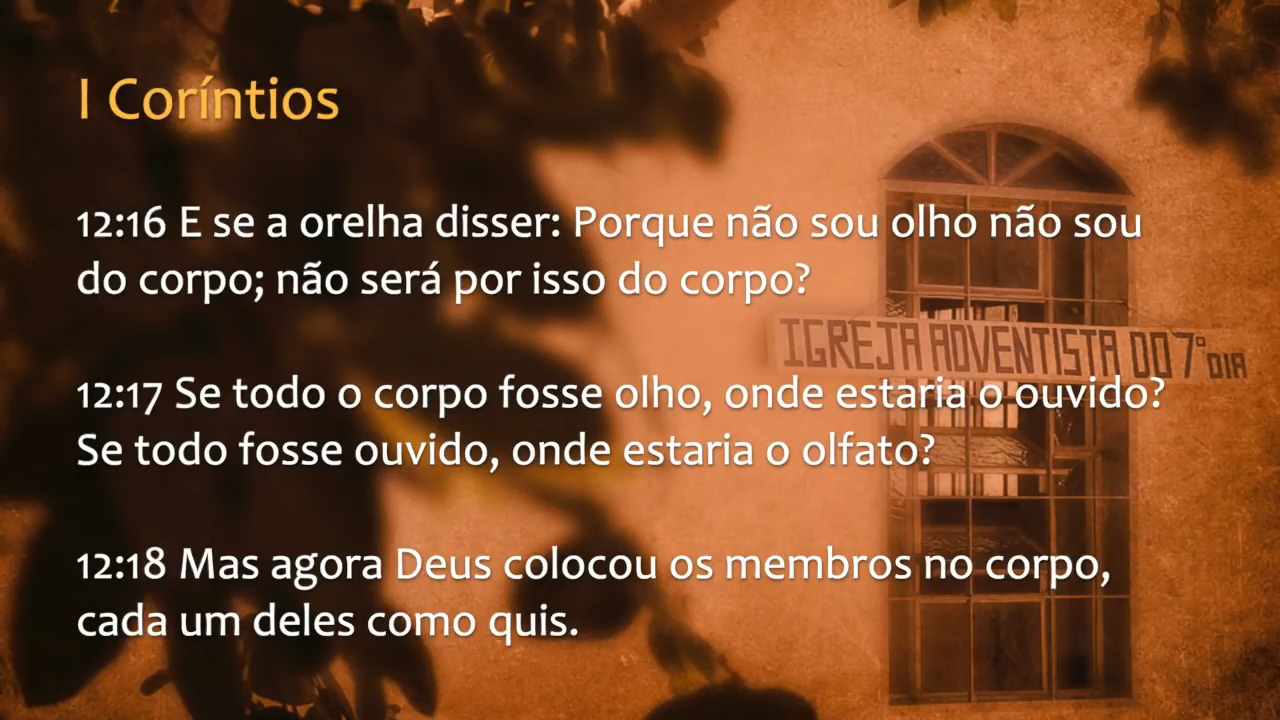 I Coríntios
12:16 E se a orelha disser: Porque não sou olho não sou
do corpo; não será por isso do corpo?
IGREJA ADVENTISTA DO 7° DIA
12:17 Se todo o corpo fosse olho, onde estaria o ouvido?
Se todo fosse ouvido, onde estaria o olfato?
12:18 Mas agora Deus colocou os membros no corpo,
cada um deles como quis.